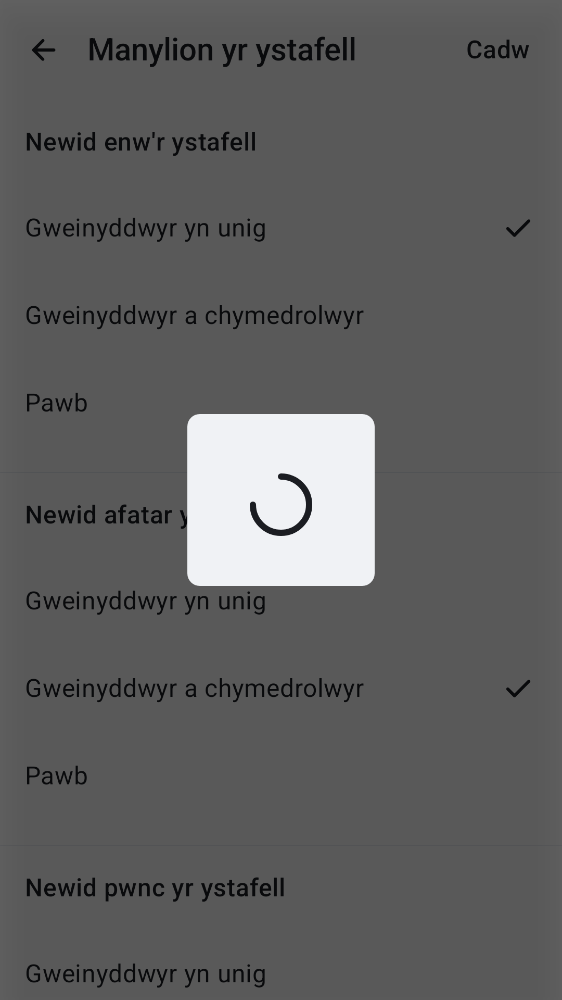 Manylion yr ystafell
Cadw
Newid enw'r ystafell
Gweinyddwyr yn unig
Gweinyddwyr a chymedrolwyr
Pawb
Newid afatar
Gweinyddwyr yn unig
Gweinyddwyr a chymedrolwyr
Pawb
Newid pwnc yr ystafell
Gweinyddwyr yn unig